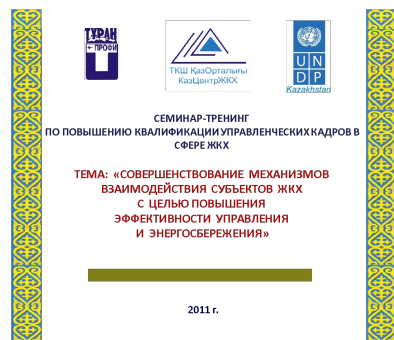 ТҰРАН
ПРОФИ
ТКШ ҚазОрталығы
КазЦентрЖКХ
U N
D P
Kazakhstan
СЕМИНАР-ТРЕНИНГ
ПО ПОВЫШЕНИЮ КВАЛИФИКАЦИИ УПРАВЛЕНЧЕСКИХ КАДРОВ В
СФЕРЕ ЖКХ
ТЕМА: «СОВЕРШЕНСТВОВАНИЕ МЕХАНИЗМОВ
ВЗАИМОДЕЙСТВИЯ СУБЪЕКТОВ ЖКХ
С ЦЕЛЬЮ ПОВЫШЕНИЯ
ЭФФЕКТИВНОСТИ УПРАВЛЕНИЯ
И ЭНЕРГОСБЕРЕЖЕНИЯ»
2011 г.